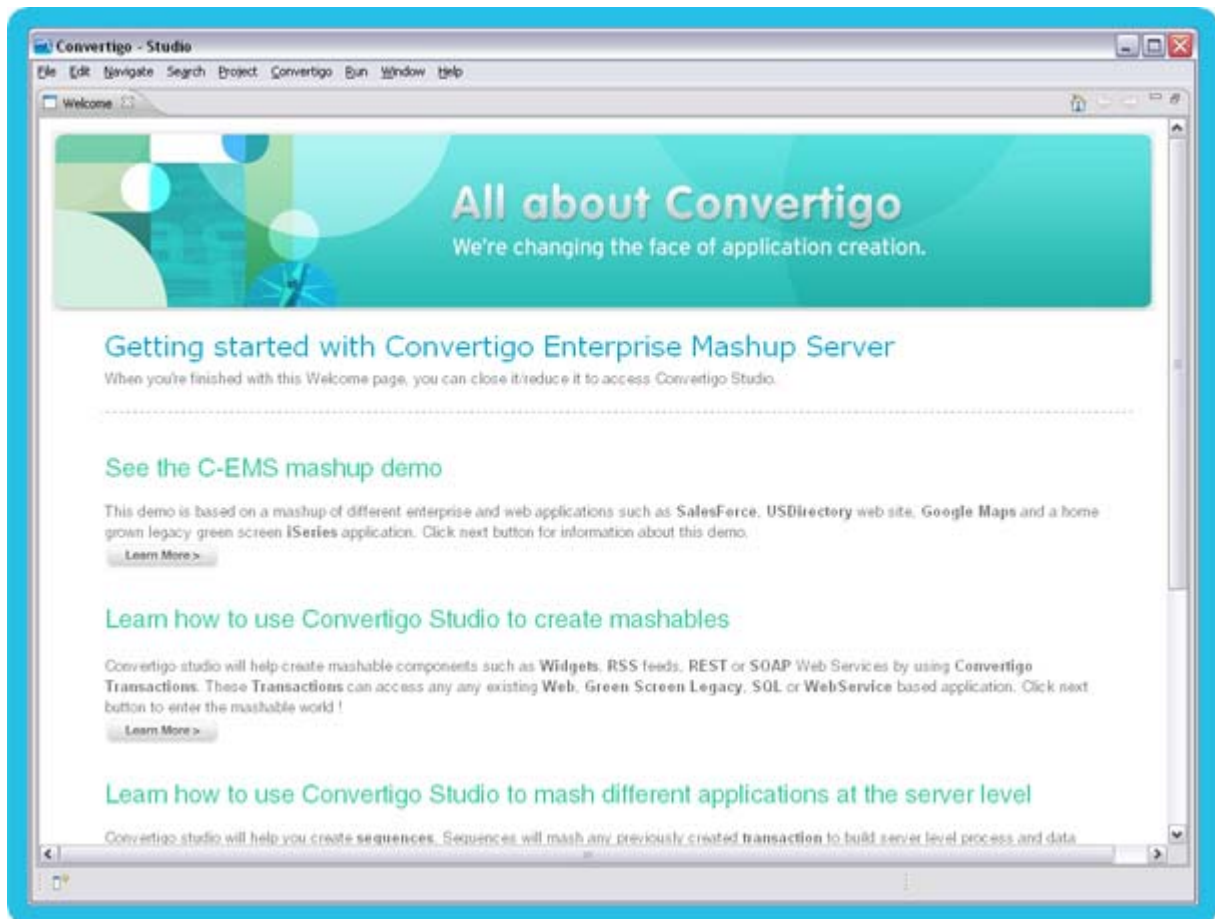 Convertigo - Studio
File Edit Navigate Search Project Convertigo Run Window Help
Welcome
All about Convertigo
We're changing the face of application creation.
Getting started with Convertigo Enterprise Mashup Server
When you're finished with this Welcome page, you can close it/reduce it to access Convertigo Studio.
See the C-EMS mashup demo
This demo is based on a mashup of different enterprise and web applications such as SalesForce, USDirectory web site, Google Maps and a home
grown legacy green screen iSeries application. Click next button for information about this demo.
Learn More >
Learn how to use Convertigo Studio to create mashables
Convertigo studio will help create mashable components such as Widgets, RSS feeds, REST or SOAP Web Services by using Convertigo
Transactions. These Transactions can access any any existing Web, Green Screen Legacy, SQL or WebService based application. Click next
button to enter the mashable world !
Learn More >
Learn how to use Convertigo Studio to mash different applications at the server level
Convertigo studio will help you create sequences. Sequences will mash any previously created transaction to build server level process and data